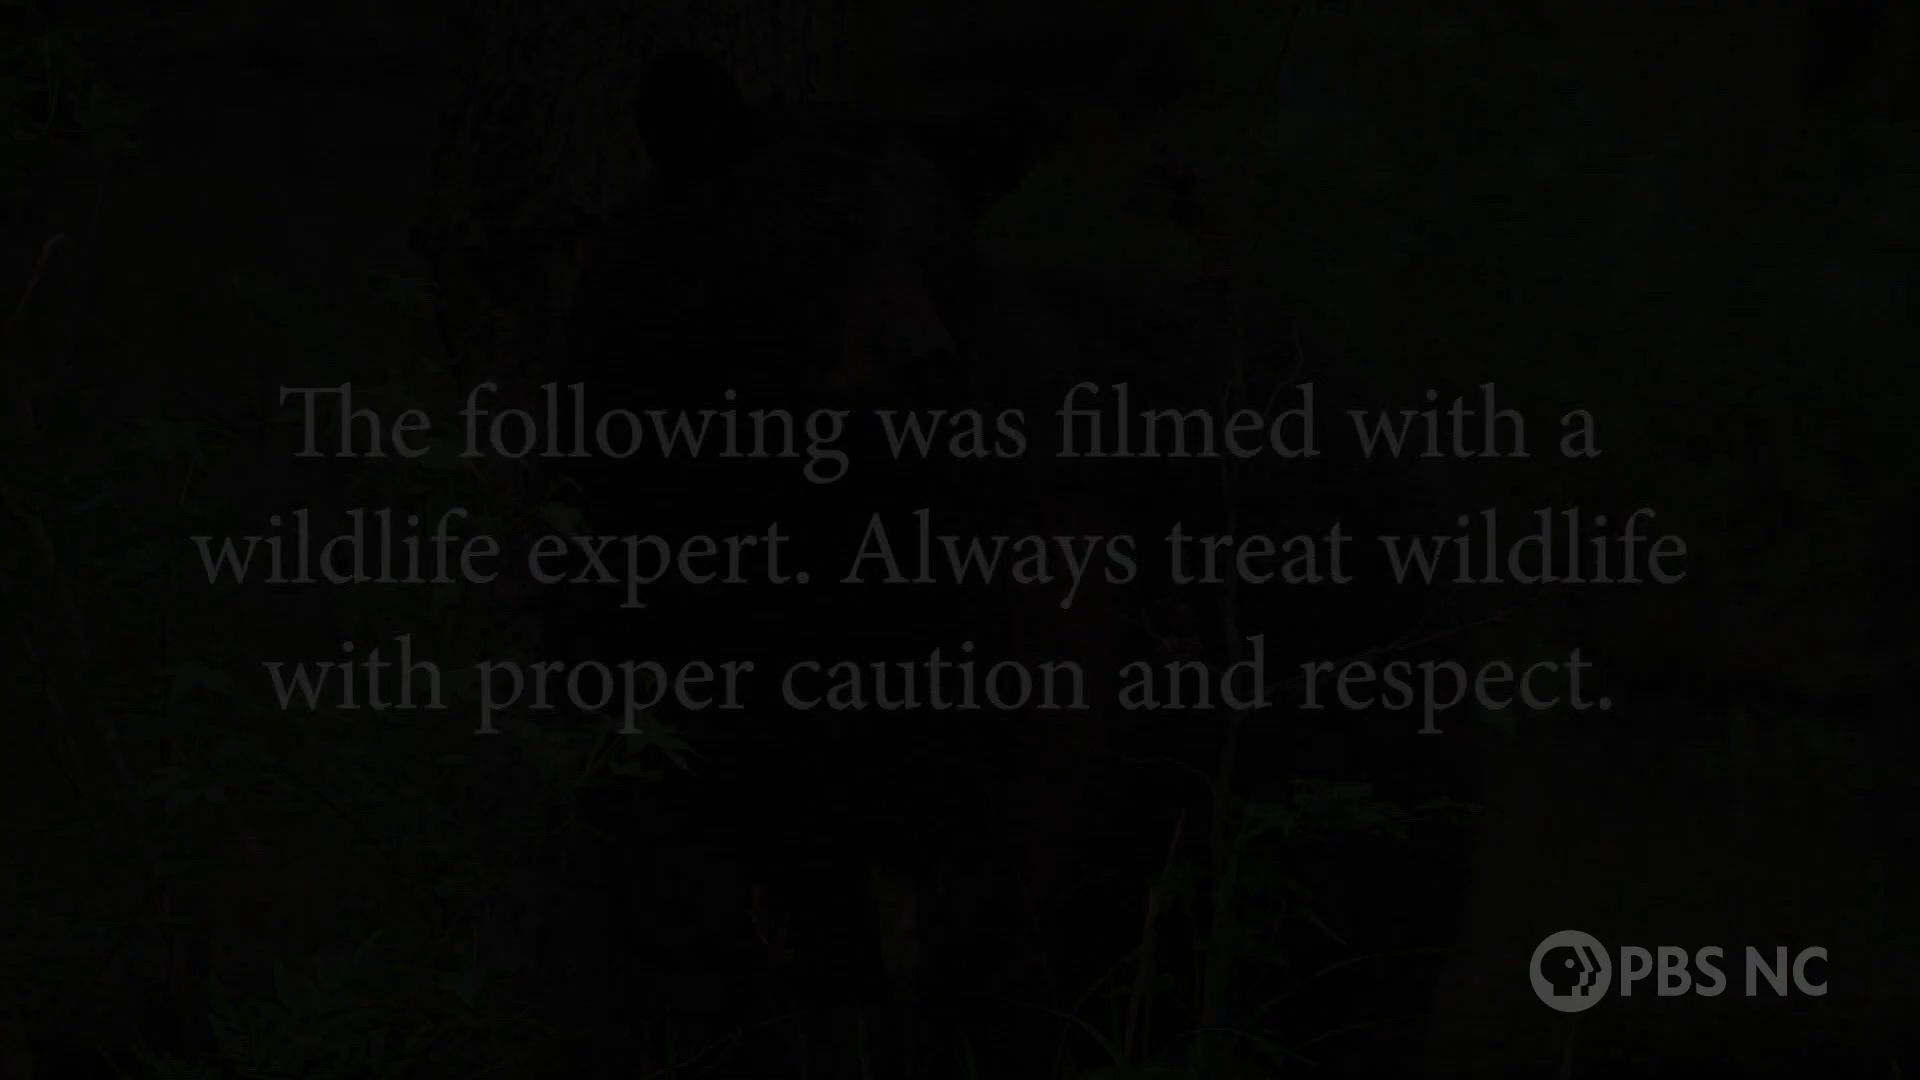 The following was filmed with a
wildlife expert. Always treat wildlife
with proper caution and respect.
PBS NC